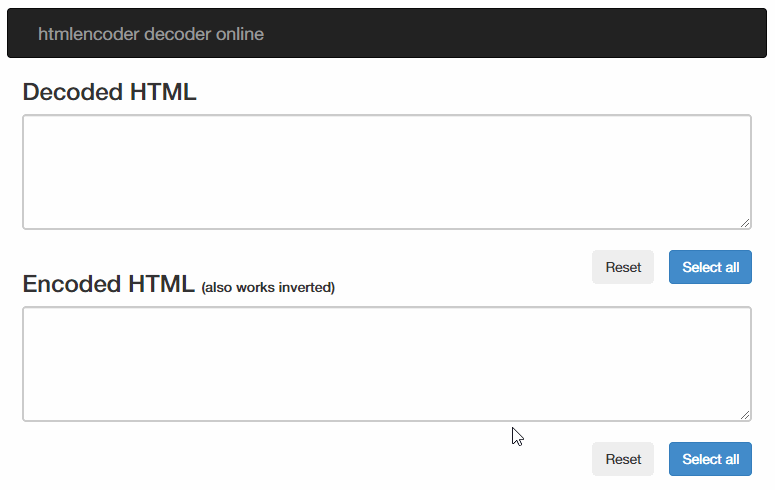 htmlencoder decoder online
Decoded HTML
Reset Select all
Encoded HTML (also works inverted)
Reset Select all